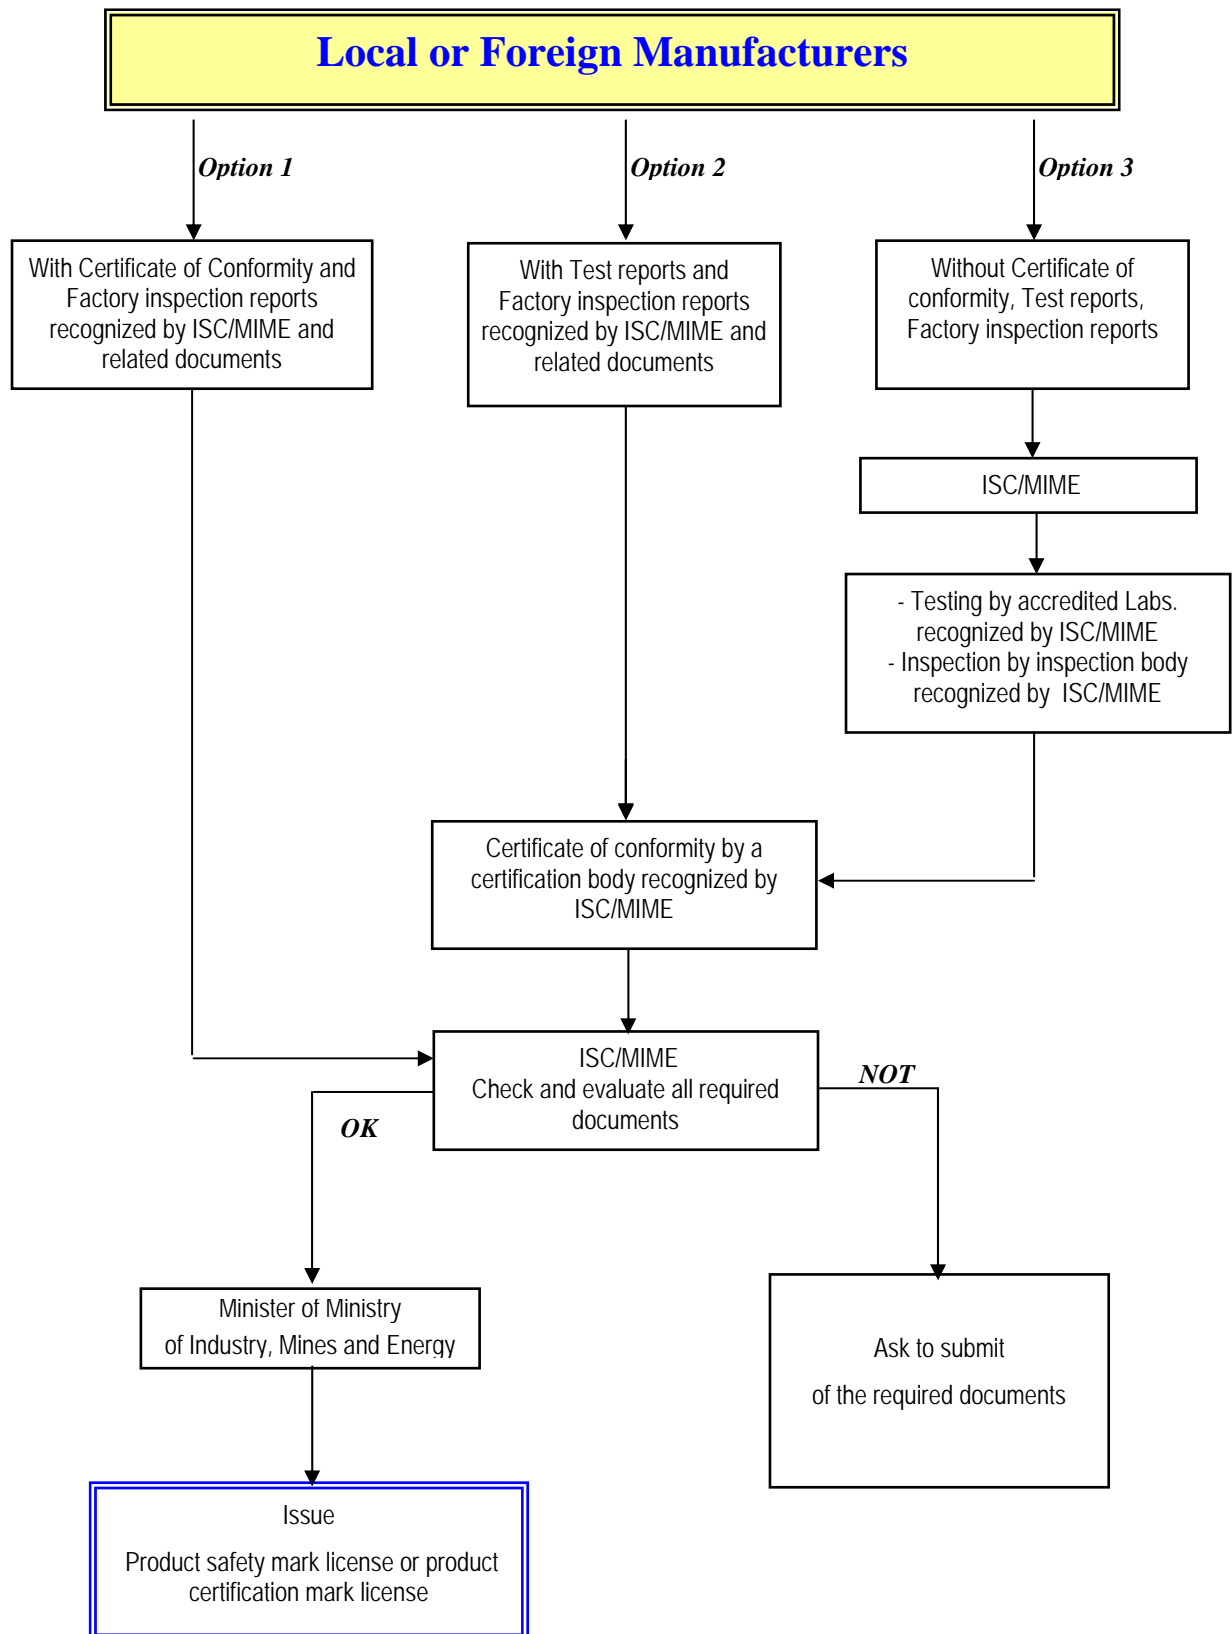 Local or Foreign Manufacturers
Option 1
Option 2
Option 3
With Certificate of Conformity and
Factory inspection reports
recognized by ISC/MIME and
related documents
With Test reports and
Factory inspection reports
recognized by ISC/MIME and
related documents
Without Certificate of
conformity, Test reports,
Factory inspection reports
ISC/MIME
- Testing by accredited Labs.
recognized by ISC/MIME
- Inspection by inspection body
recognized by ISC/MIME
Certificate of conformity by a
certification body recognized by
ISC/MIME
ISC/MIME
Check and evaluate all required
documents
OK
NOT
Minister of Ministry
of Industry, Mines and Energy
Ask to submit
of the required documents
Issue
Product safety mark license or product
certification mark license